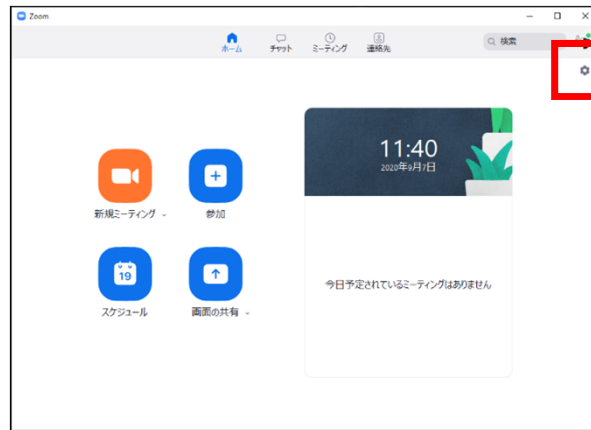 Zoom
ホーム
チャット
ミーティング
連絡先
検索
11:40
2020年9月7日
新規ミーティング
参加
19
スケジュール
画面の共有
今日予定されているミーティングはありません